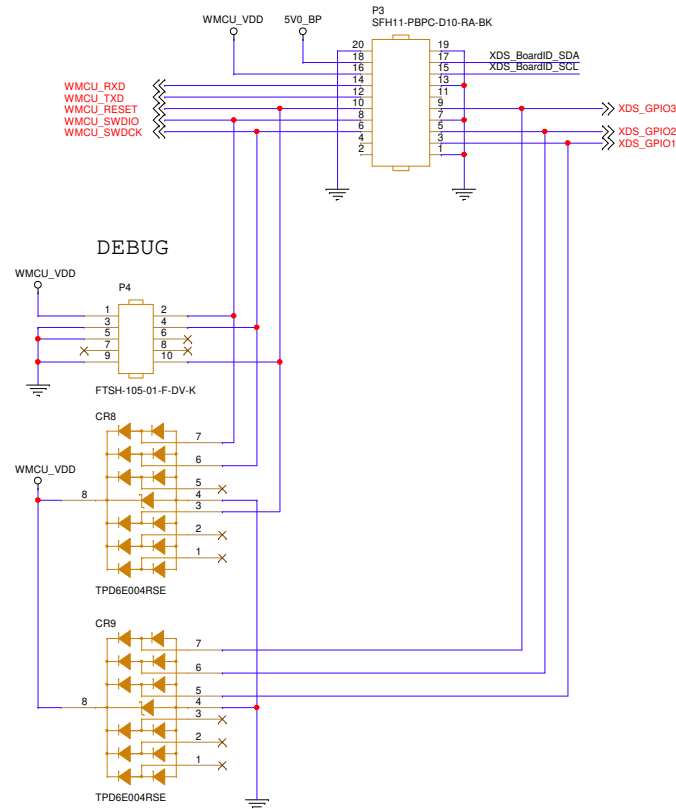 P3
WMCU_VDD 5V0_BP SFH11-PBPC-D10-RA-BK
20 19
18 17 XDS_BoardID_SDA
16 15 XDS_BoardID_SCL
WMCU_RXD 14 13
WMCU_TXD 12 11
WMCU_RESET 10 9 XDS_GPIO3
WMCU_SWDIO 8 7
WMCU_SWDCK 6 5 XDS_GPIO2
4 3 XDS_GPIO1
2 1
DEBUG
WMCU_VDD
P4
1 2
3 4
5 6
7 8
9 10
FTSH-105-01-F-DV-K
CR8
7
6
WMCU_VDD
5
8 4
3
2
1
TPD6E004RSE
CR9
7
6
5
8 4
3
2
1
TPD6E004RSE